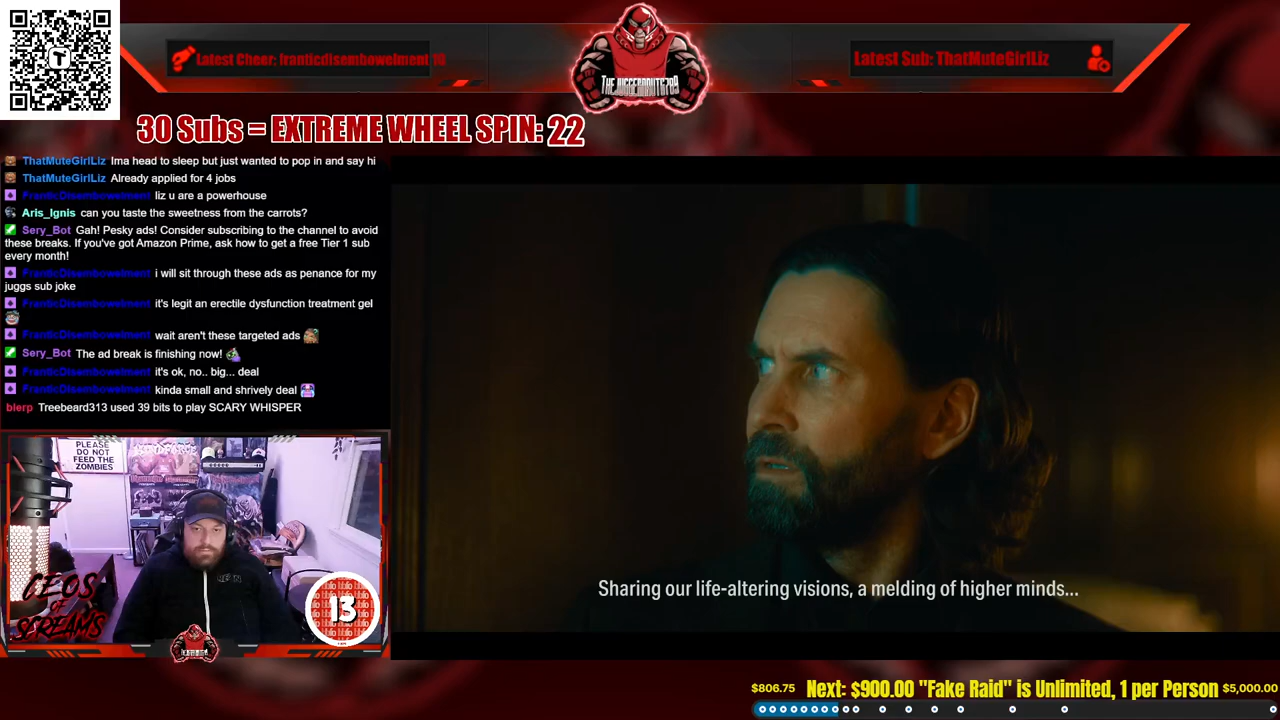 Latest Cheer: franticdisembowelment 10
THEJUGGERNAUTG789
Latest Sub: ThatMuteGirlLiz
30 Subs = EXTREME WHEEL SPIN: 22
ThatMuteGirlLiz Ima head to sleep but just wanted to pop in and say hi
ThatMuteGirlLiz Already applied for 4 jobs
FranticDisembowelment liz u are a powerhouse
Aris_Ignis can you taste the sweetness from the carrots?
Sery_Bot Gah! Pesky ads! Consider subscribing to the channel to avoid
these breaks. If you've got Amazon Prime, ask how to get a free Tier 1 sub
every month!
FranticDisembowelment i will sit through these ads as penance for my
juggs sub joke
FranticDisembowelment it's legit an erectile dysfunction treatment gel
FranticDisembowelment wait aren't these targeted ads
Sery_Bot The ad break is finishing now!
FranticDisembowelment it's ok, no.. big... deal
FranticDisembowelment kinda small and shrively deal
blerp Treebeard313 used 39 bits to play SCARY WHISPER
PLEASE
DO NOT
FEED THE
ZOMBIES
CEOS
OF
SCREAMS
13
Sharing our life-altering visions, a melding of higher minds...
$806.75 Next: $900.00 "Fake Raid" is Unlimited, 1 per Person $5,000.00